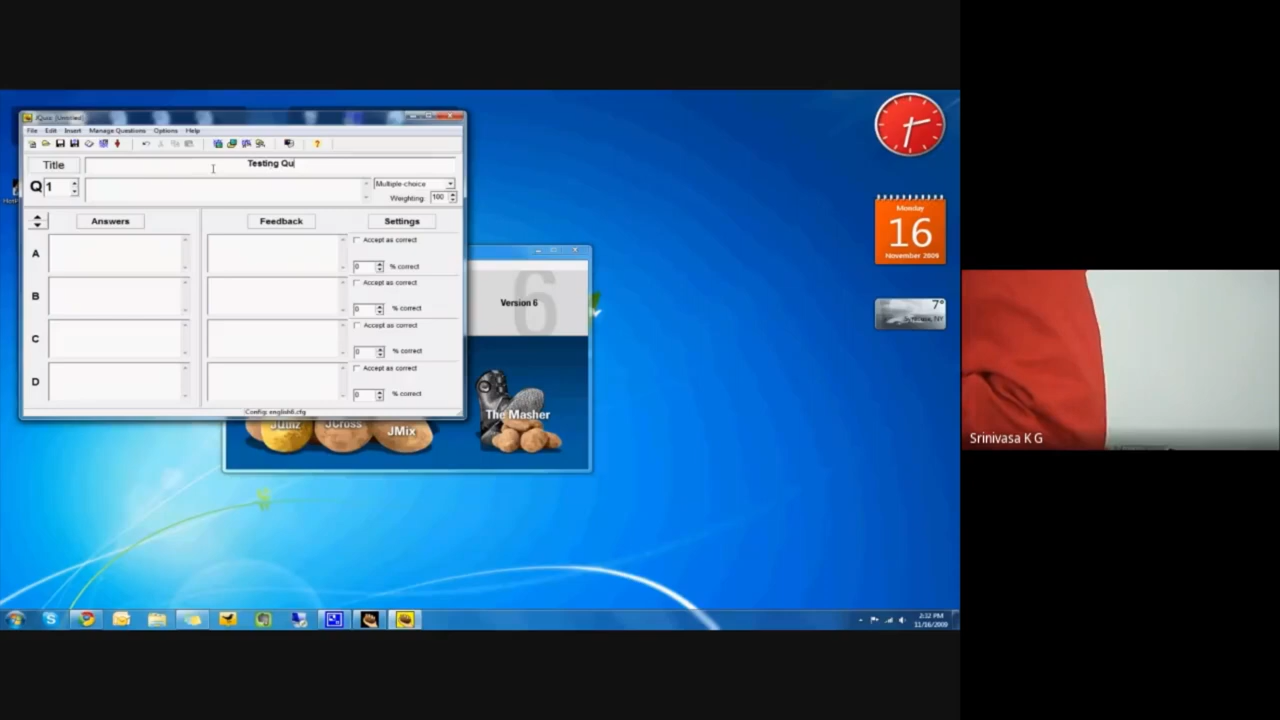 JQuiz: [Untitled]
File Edit Insert Manage Questions Options Help
Title
Testing Qu
Q 1
Multiple-choice
Weighting: 100
Answers
Feedback
Settings
A
Accept as correct
0 % correct
B
Accept as correct
0 % correct
C
Accept as correct
0 % correct
D
Accept as correct
0 % correct
Config: english6.cfg
6
Version 6
JQuiz
JCross
JMix
The Masher
Monday
16
November 2009
7°
Srinivasa K G
2:32 PM
11/16/2009